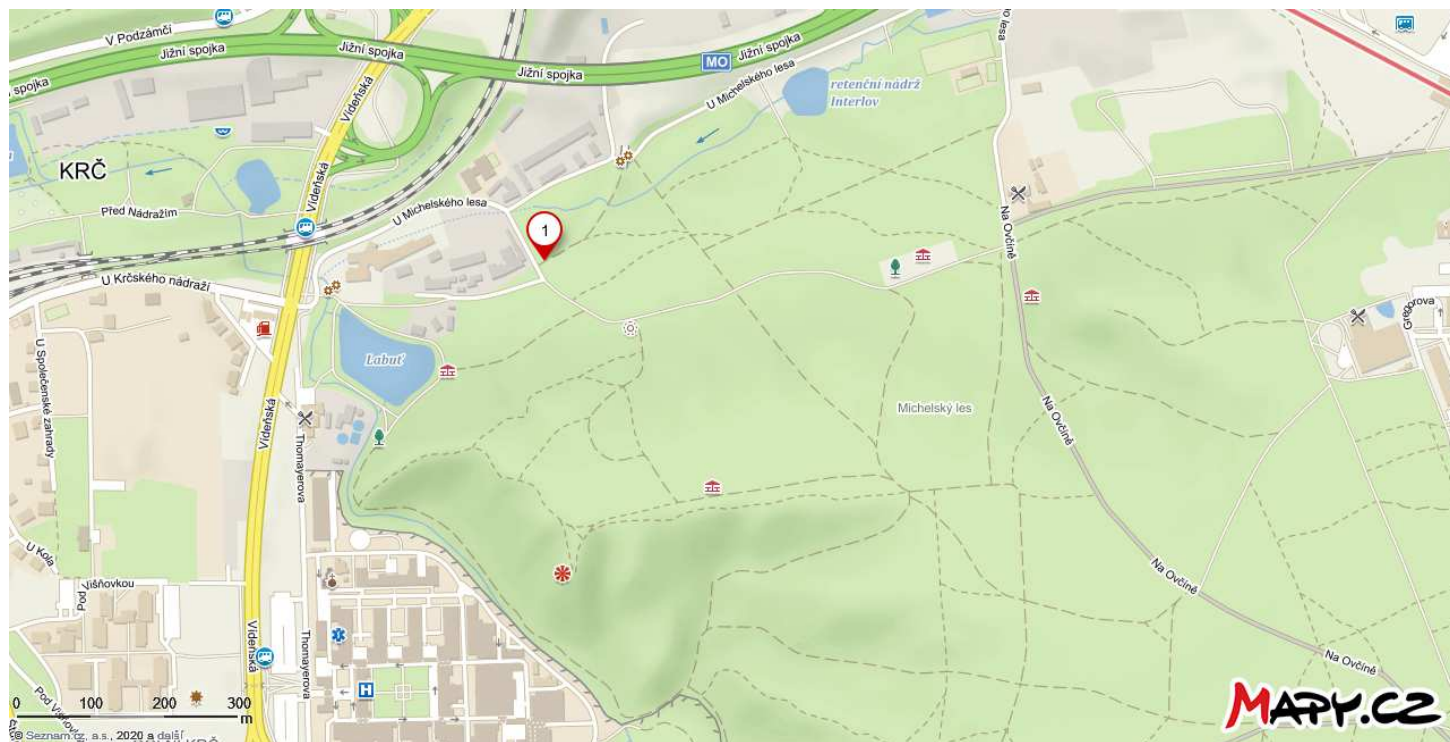 V Podzámčí
Jižní spojka
Jižní spojka
Jižní spojka
Jižní spojka
spojka
MO
lesa
Vídeňská
U Michelského lesa
retenční nádrž
Interlov
KRČ
Vídeňská
Před Nádražím
U Michelského lesa
1
Na Ovčíně
U Krčského nádraží
Gregorova
U Společenské zahrady
Labuť
Michelský les
Na Ovčíně
Vídeňská
Thomayerova
U Kola
Pod Višňovkou
Na Ovčíně
Vídeňská
Thomayerova
Na Ovčíně
H
Pod Višňovkou
0 100 200 300
m
© Seznam.cz, a.s., 2020 a další
MAPY.CZ